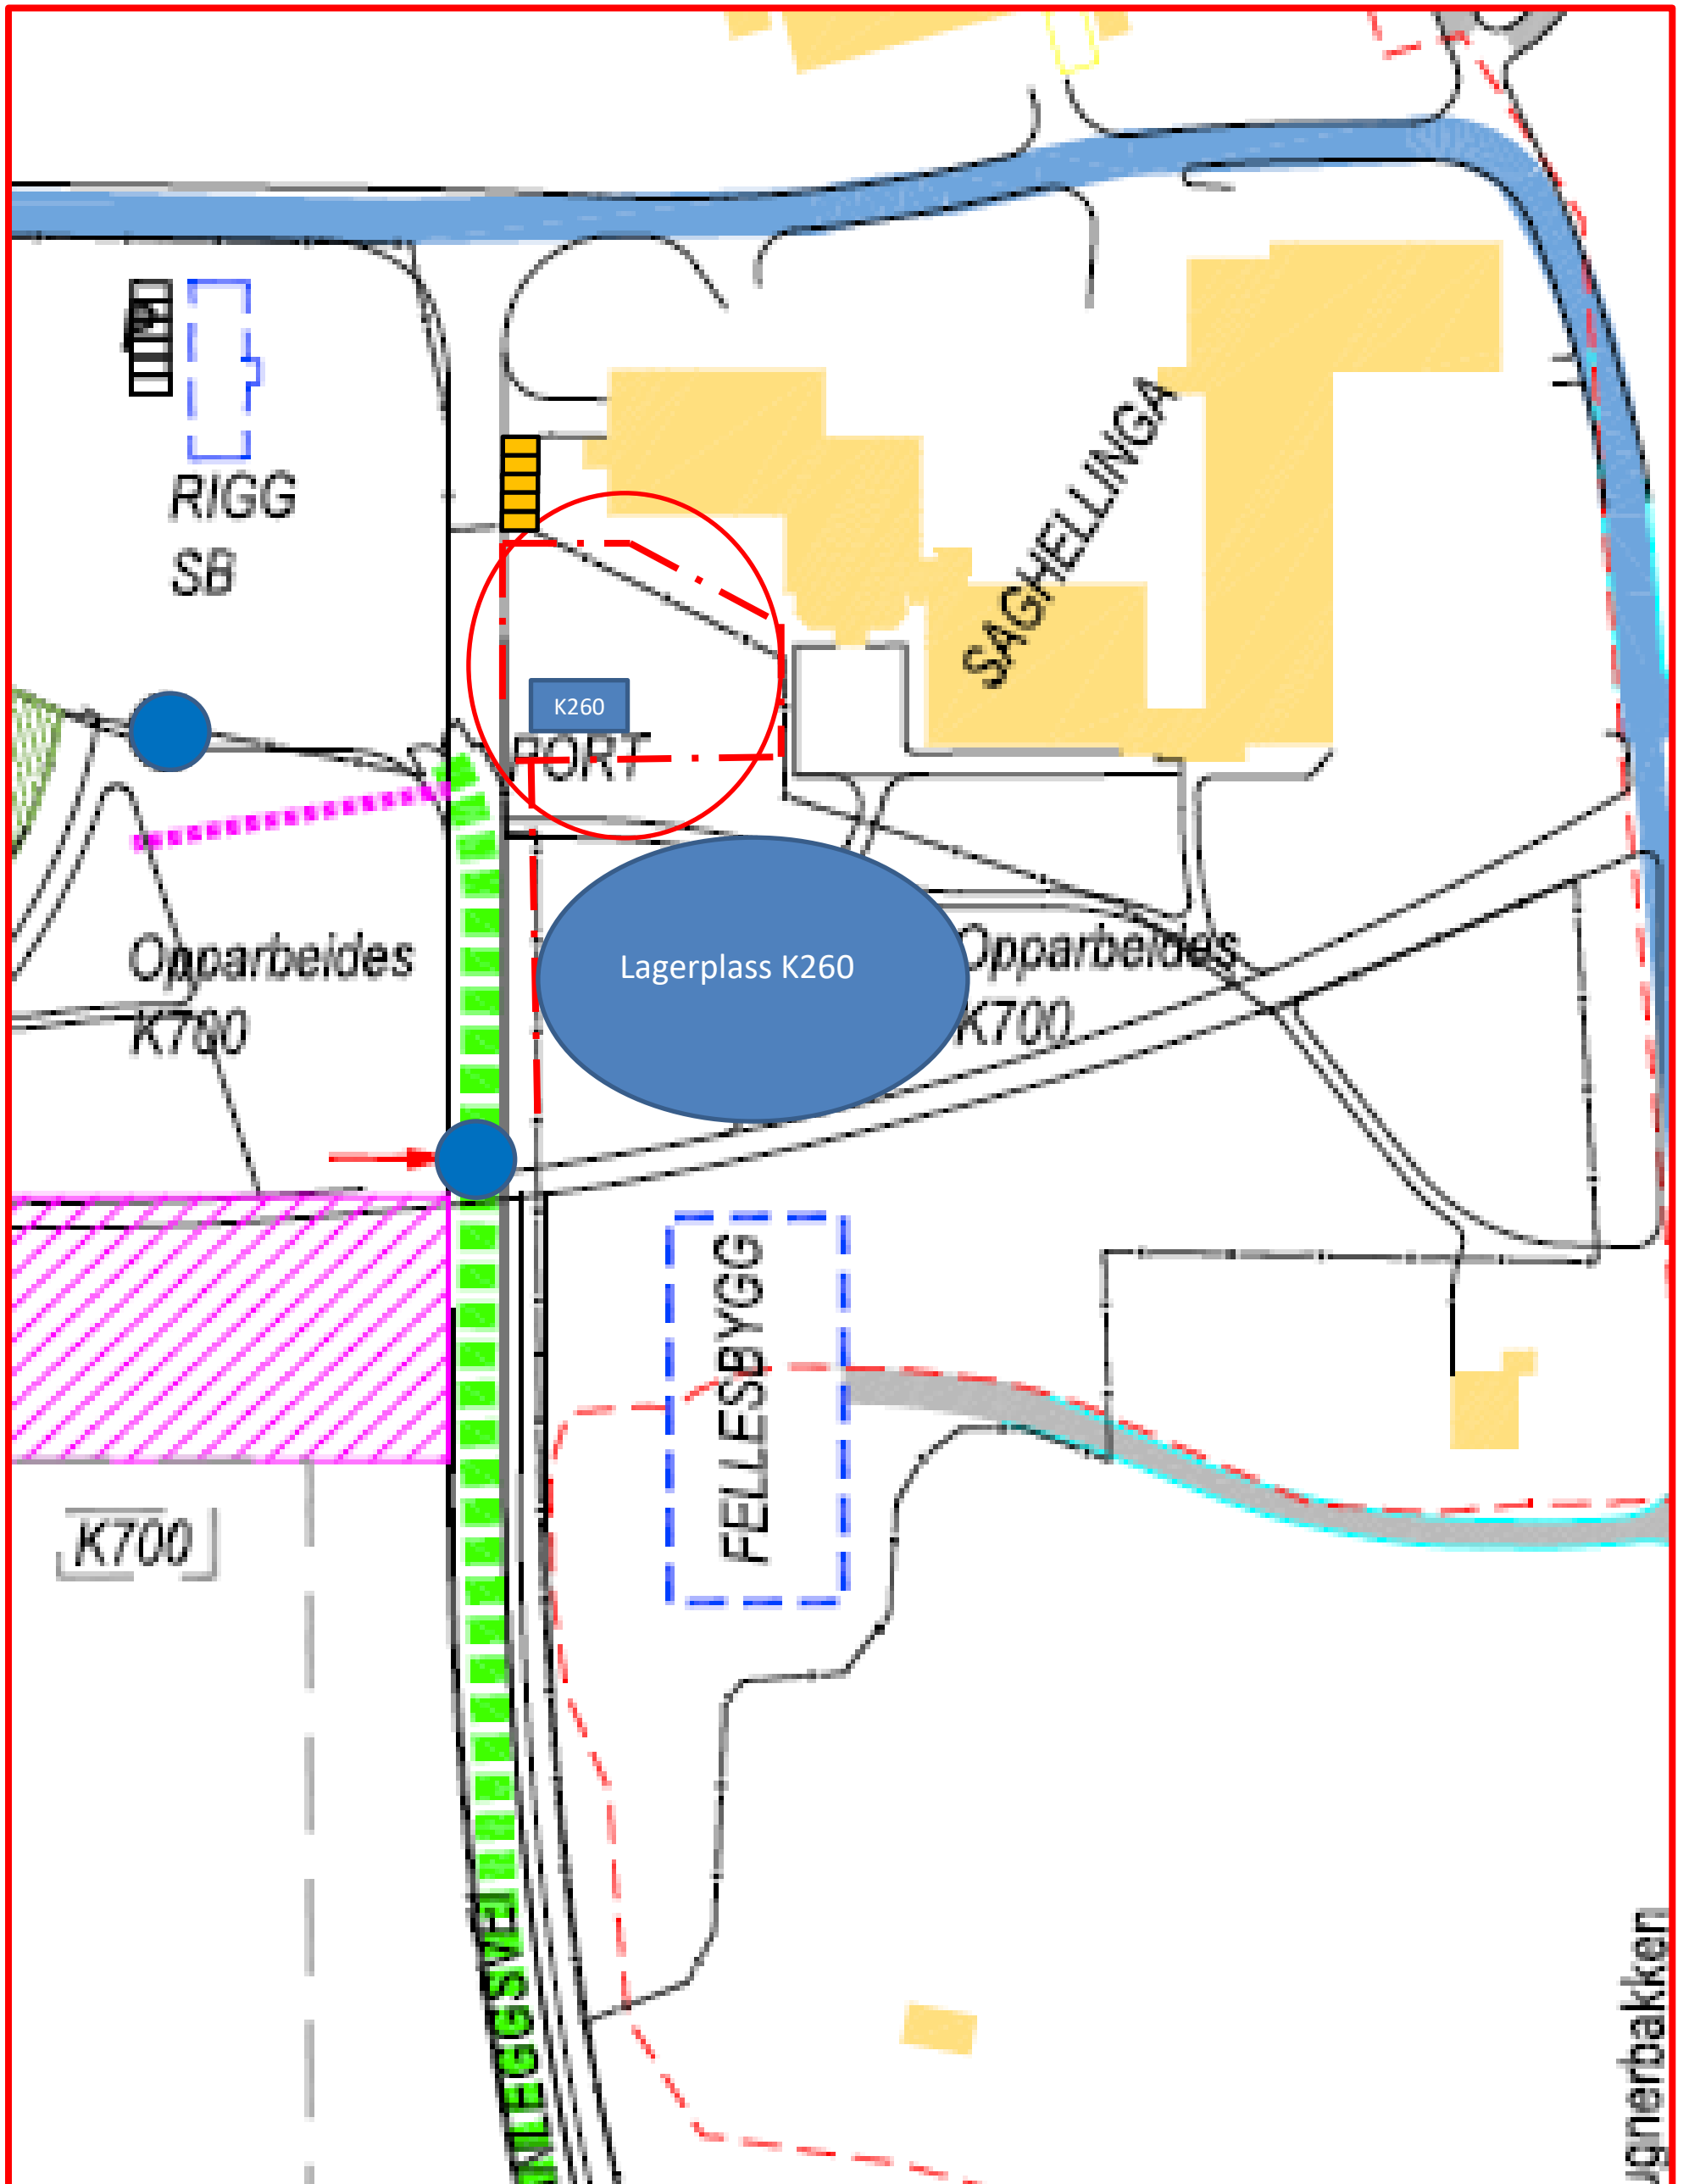 RIGG
SB
SAGHELLINGA
K260
PORT
Opparbeides
K700
Lagerplass K260
Opparbeides
K700
FELLESBYGG
K700